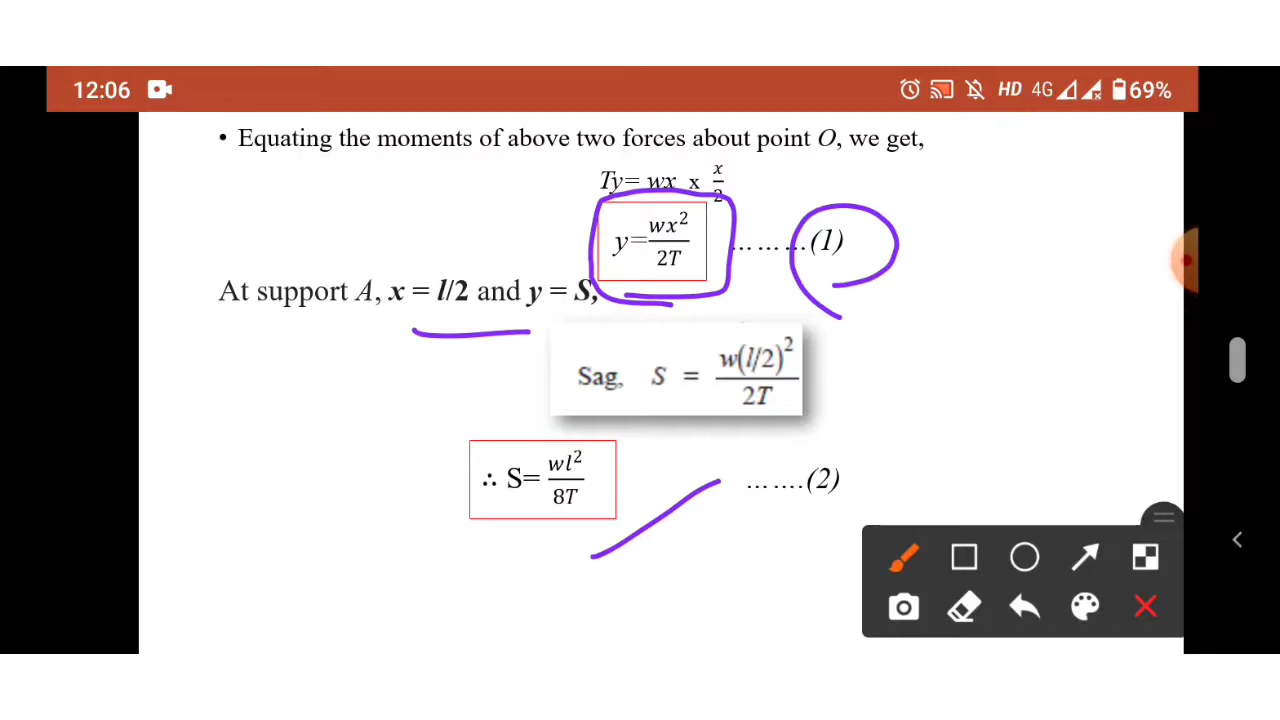 12:06 HD 4G 69%
• Equating the moments of above two forces about point O, we get,
Ty= wx x x/2
y=wx²/2T ………(1)
At support A, x = l/2 and y = S,
Sag, S = w(l/2)²/2T
∴ S= wl²/8T …….(2)